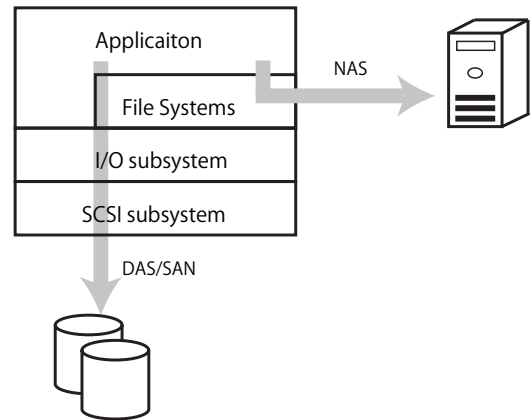 Applicaiton
NAS
File Systems
I/O subsystem
SCSI subsystem
DAS/SAN